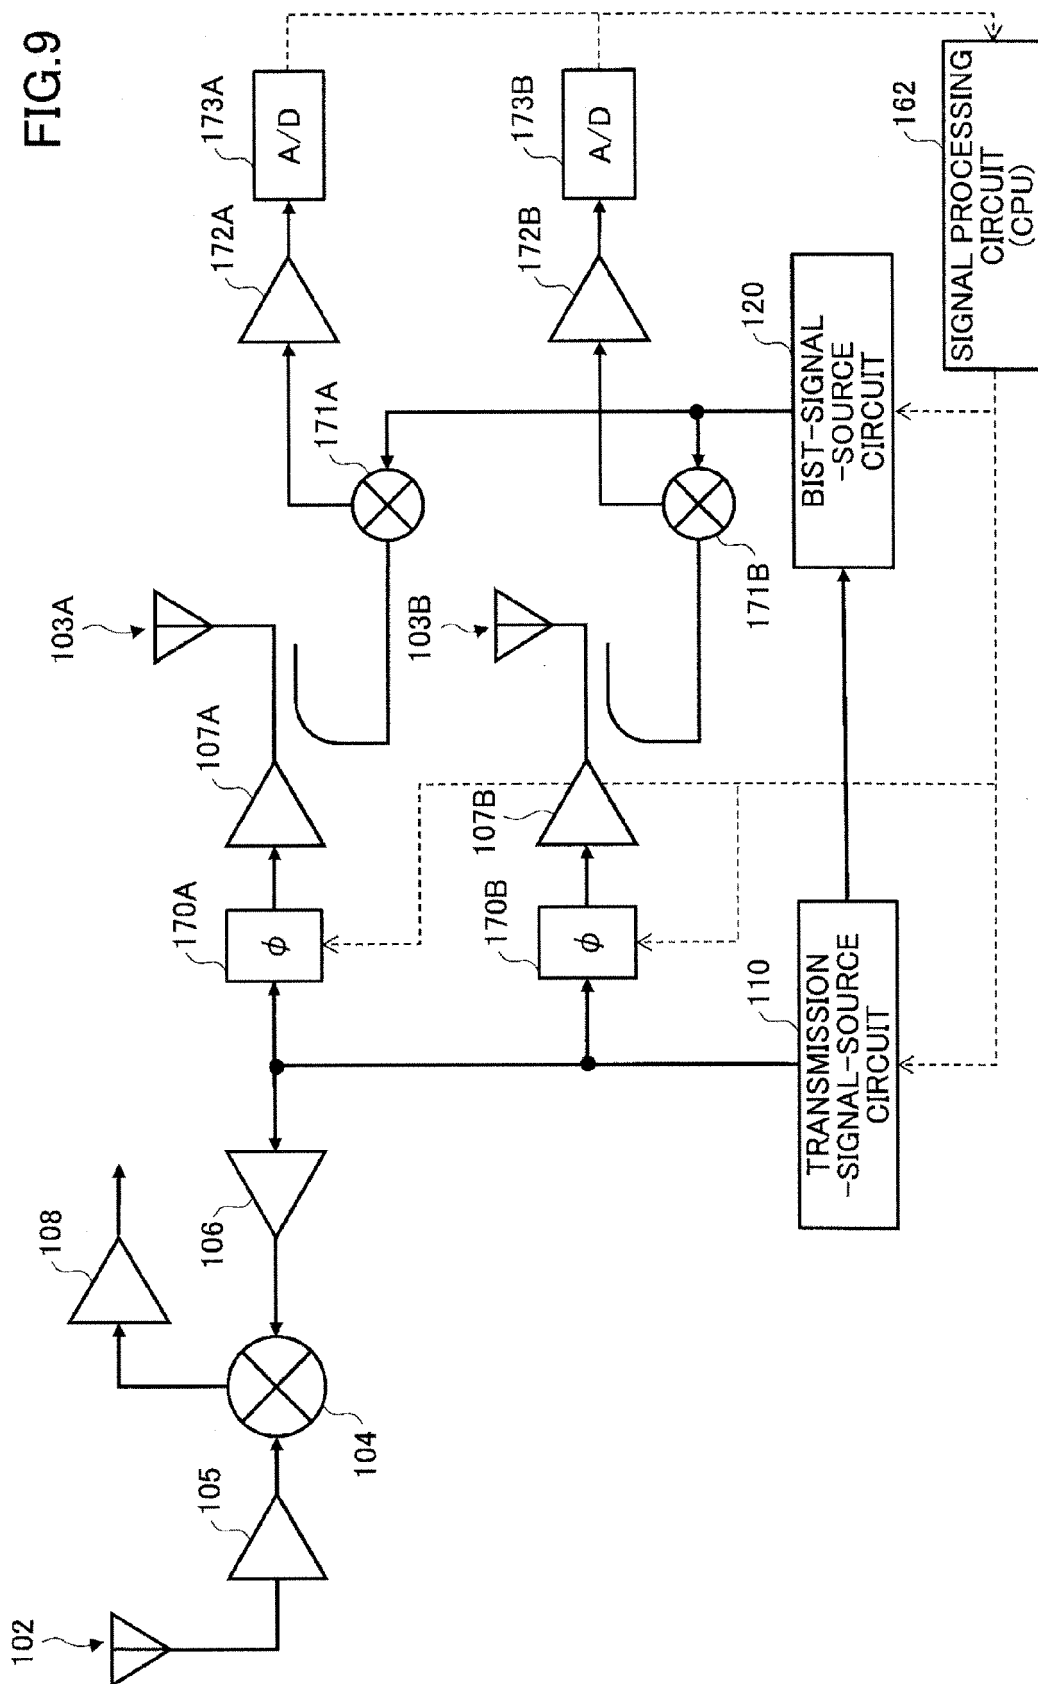 FIG.9
102
105
104
108
106
170A
ϕ
107A
103A
171A
172A
173A
A/D
170B
ϕ
107B
103B
171B
172B
173B
A/D
110
TRANSMISSION
-SIGNAL-SOURCE
CIRCUIT
120
BIST-SIGNAL
-SOURCE
CIRCUIT
162
SIGNAL PROCESSING
CIRCUIT
(CPU)